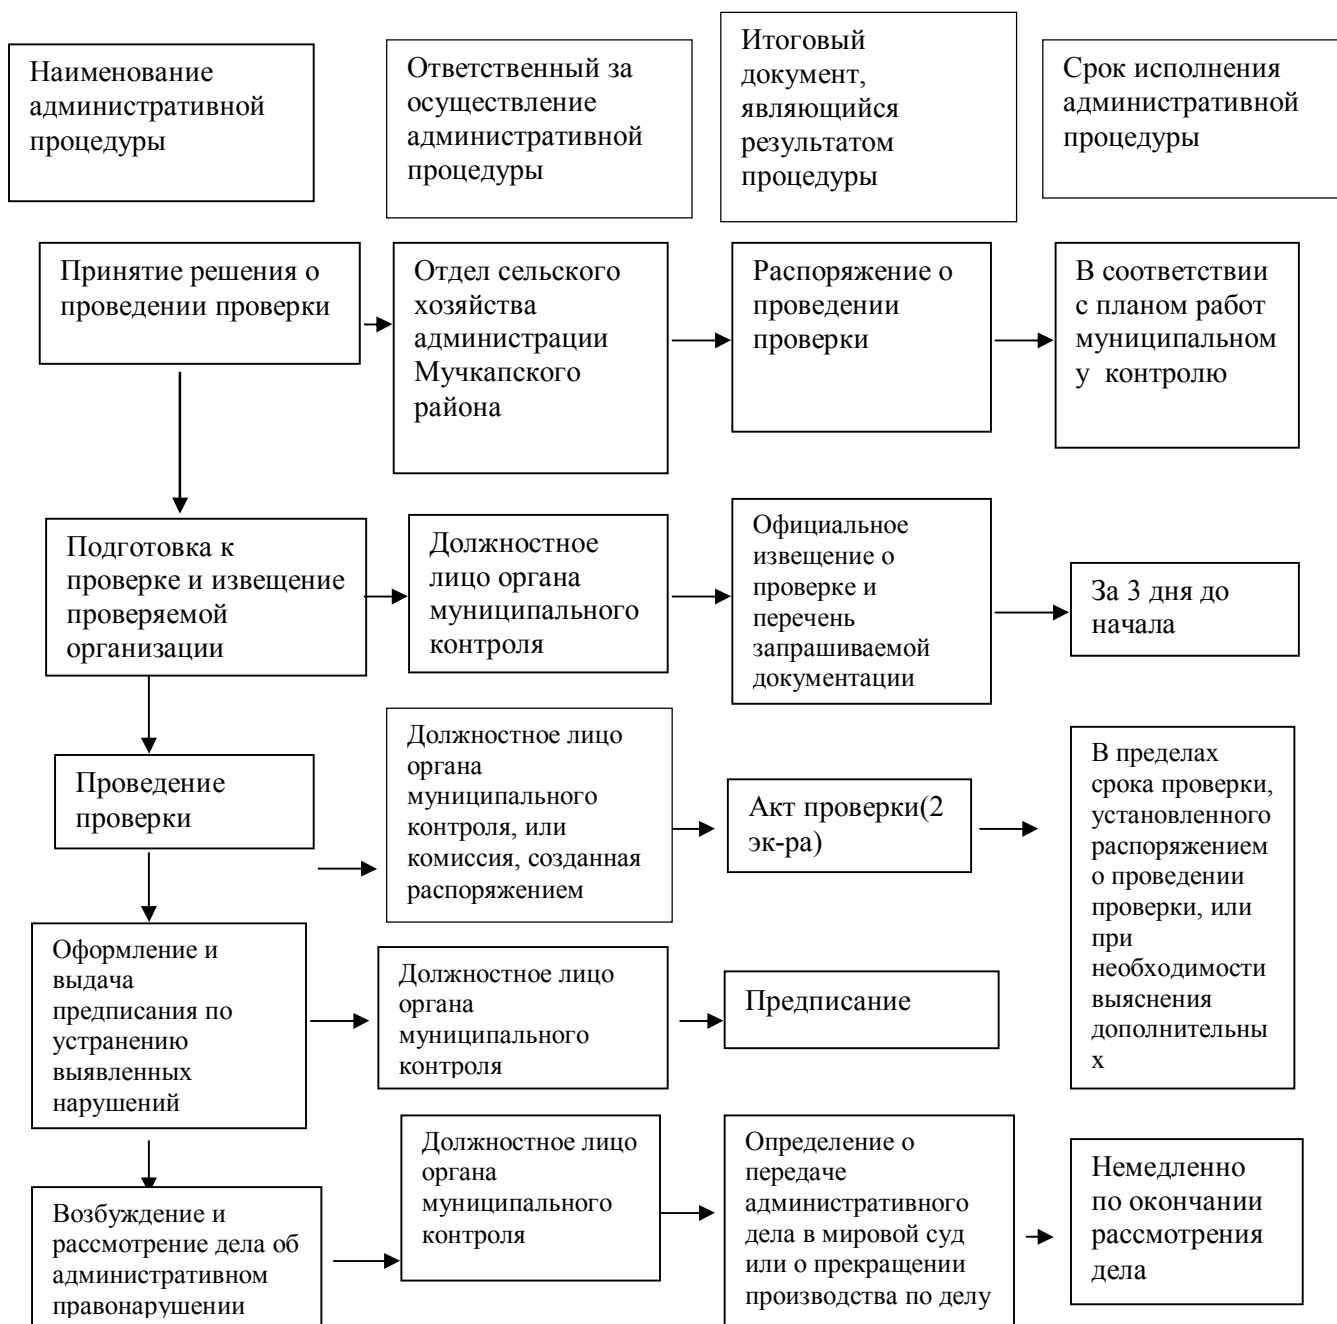 Наименование
административной
процедуры
Ответственный за
осуществление
административной
процедуры
Итоговый
документ,
являющийся
результатом
процедуры
Срок исполнения
административной
процедуры
Принятие решения о
проведении проверки
Отдел сельского
хозяйства
администрации
Мучкапского
района
Распоряжение о
проведении
проверки
В соответствии
с планом работ
муниципальном
у  контролю
Подготовка к
проверке и извещение
проверяемой
организации
Должностное
лицо органа
муниципального
контроля
Официальное
извещение о
проверке и
перечень
запрашиваемой
документации
За 3 дня до
начала
Проведение
проверки
Должностное лицо
органа
муниципального
контроля, или
комиссия, созданная
распоряжением
Акт проверки(2
эк-ра)
В пределах
срока проверки,
установленного
распоряжением
о проведении
проверки, или
при
необходимости
выяснения
дополнительны
х
Оформление и
выдача
предписания по
устранению
выявленных
нарушений
Должностное лицо
органа
муниципального
контроля
Предписание
Возбуждение и
рассмотрение дела об
административном
правонарушении
Должностное лицо
органа
муниципального
контроля
Определение о
передаче
административного
дела в мировой суд
или о прекращении
производства по делу
Немедленно
по окончании
рассмотрения
дела